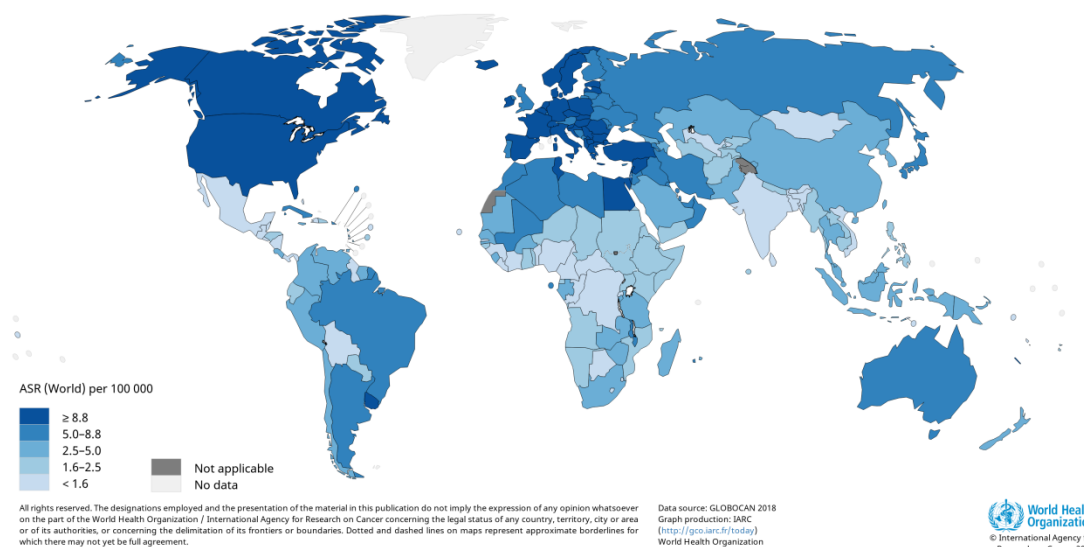 ASR (World) per 100 000
≥ 8.8
5.0–8.8
2.5–5.0
1.6–2.5
< 1.6
Not applicable
No data
All rights reserved. The designations employed and the presentation of the material in this publication do not imply the expression of any opinion whatsoever
on the part of the World Health Organization / International Agency for Research on Cancer concerning the legal status of any country, territory, city or area
or of its authorities, or concerning the delimitation of its frontiers or boundaries. Dotted and dashed lines on maps represent approximate borderlines for
which there may not yet be full agreement.
Data source: GLOBOCAN 2018
Graph production: IARC
(http://gco.iarc.fr/today)
World Health Organization
World Hea
Organizatio
© International Agency